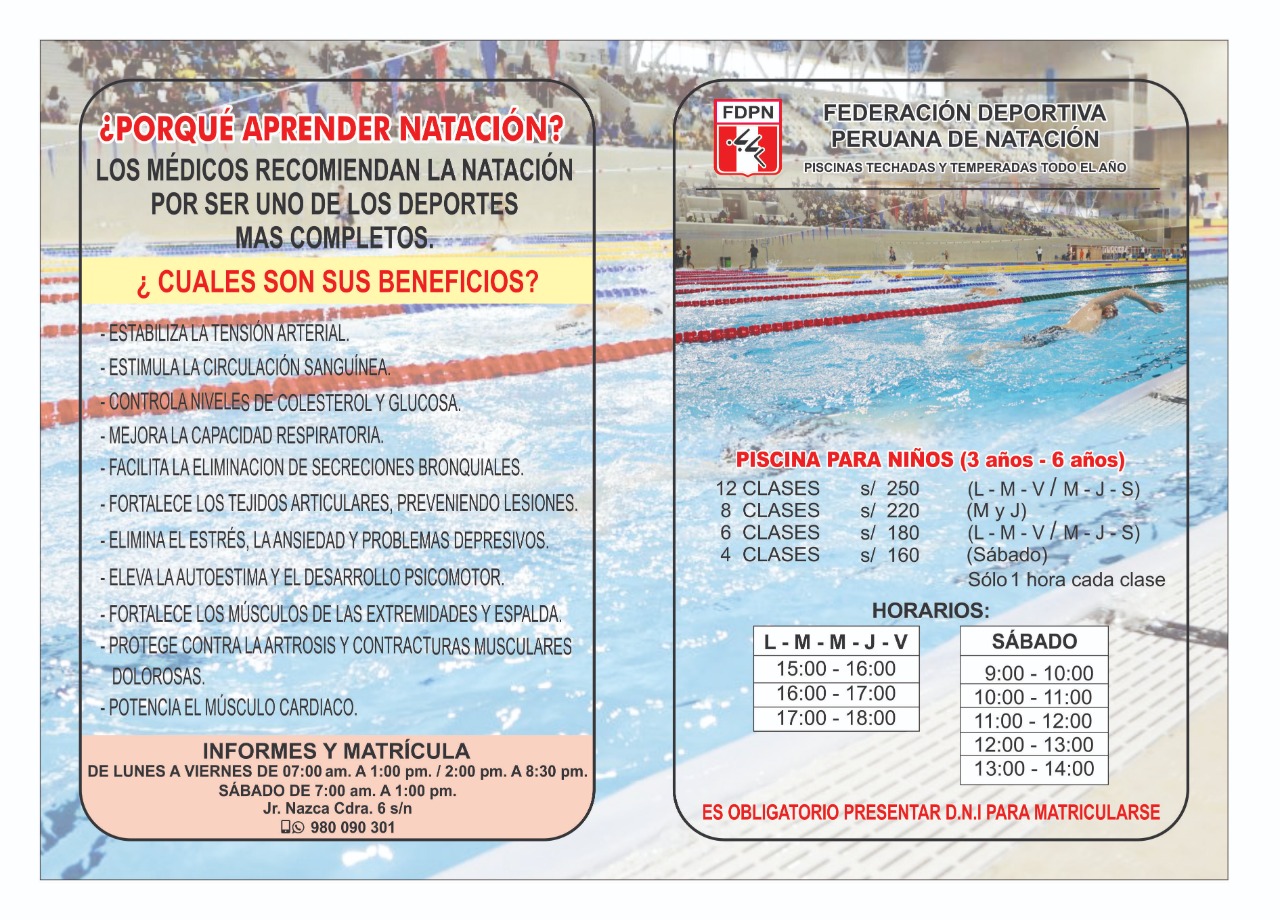 ¿PORQUÉ APRENDER NATACIÓN?
LOS MÉDICOS RECOMIENDAN LA NATACIÓN
POR SER UNO DE LOS DEPORTES
MAS COMPLETOS.
¿ CUALES SON SUS BENEFICIOS?
- ESTABILIZA LA TENSIÓN ARTERIAL.
- ESTIMULA LA CIRCULACIÓN SANGUÍNEA.
- CONTROLA NIVELES DE COLESTEROL Y GLUCOSA.
- MEJORA LA CAPACIDAD RESPIRATORIA.
- FACILITA LA ELIMINACION DE SECRECIONES BRONQUIALES.
- FORTALECE LOS TEJIDOS ARTICULARES, PREVENIENDO LESIONES.
- ELIMINA EL ESTRÉS, LA ANSIEDAD Y PROBLEMAS DEPRESIVOS.
- ELEVA LA AUTOESTIMA Y EL DESARROLLO PSICOMOTOR.
- FORTALECE LOS MÚSCULOS DE LAS EXTREMIDADES Y ESPALDA.
- PROTEGE CONTRA LA ARTROSIS Y CONTRACTURAS MUSCULARES
DOLOROSAS.
- POTENCIA EL MÚSCULO CARDIACO.
INFORMES Y MATRÍCULA
DE LUNES A VIERNES DE 07:00 am. A 1:00 pm. / 2:00 pm. A 8:30 pm.
SÁBADO DE 7:00 am. A 1:00 pm.
Jr. Nazca Cdra. 6 s/n
980 090 301
FDPN
FEDERACIÓN DEPORTIVA
PERUANA DE NATACIÓN
PISCINAS TECHADAS Y TEMPERADAS TODO EL AÑO
PISCINA PARA NIÑOS (3 años - 6 años)
12 CLASES s/ 250 (L - M - V / M - J - S)
8 CLASES s/ 220 (M y J)
6 CLASES s/ 180 (L - M - V / M - J - S)
4 CLASES s/ 160 (Sábado)
Sólo 1 hora cada clase
HORARIOS:
L - M - M - J - V
15:00 - 16:00
16:00 - 17:00
17:00 - 18:00
SÁBADO
9:00 - 10:00
10:00 - 11:00
11:00 - 12:00
12:00 - 13:00
13:00 - 14:00
ES OBLIGATORIO PRESENTAR D.N.I PARA MATRICULARSE